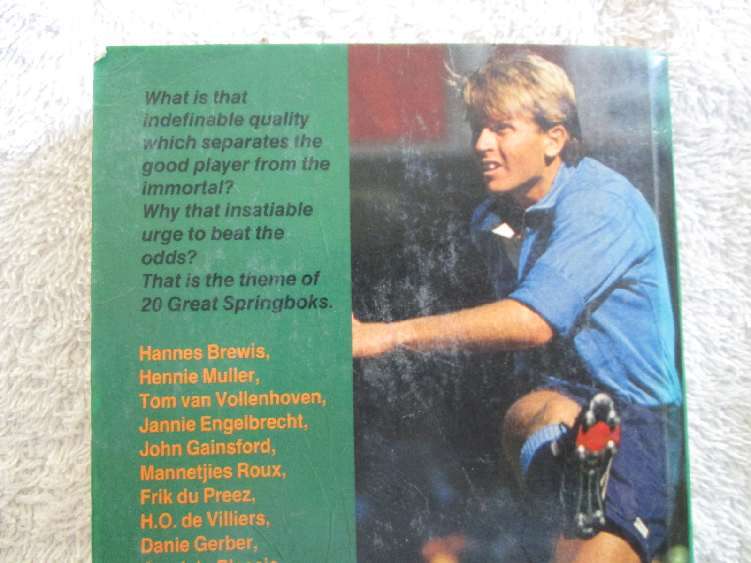 What is that
indefinable quality
which separates the
good player from the
immortal?
Why that insatiable
urge to beat the
odds?
That is the theme of
20 Great Springboks.
Hannes Brewis,
Hennie Muller,
Tom van Vollenhoven,
Jannie Engelbrecht,
John Gainsford,
Mannetjies Roux,
Frik du Preez,
H.O. de Villiers,
Danie Gerber,